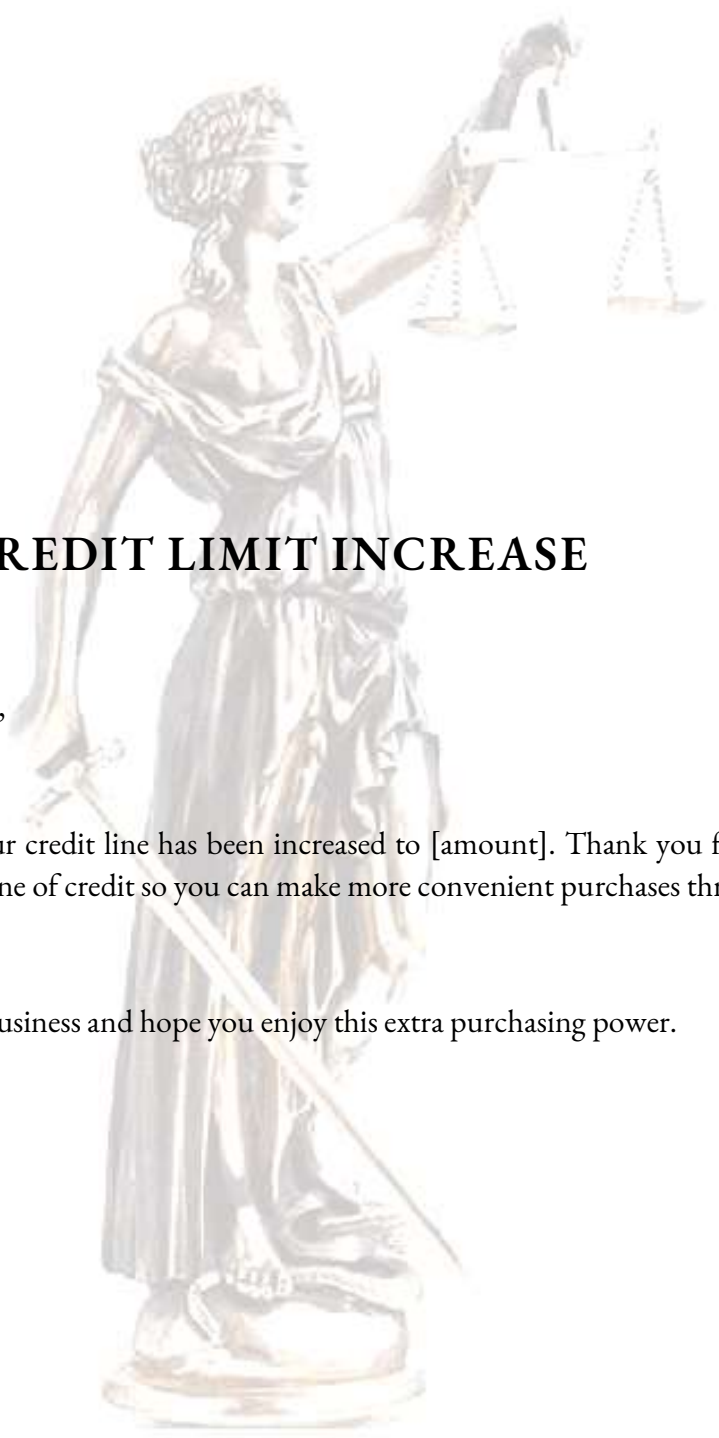 REDIT LIMIT INCREASE
,
ur credit line has been increased to [amount]. Thank you f
ne of credit so you can make more convenient purchases thr
usiness and hope you enjoy this extra purchasing power.